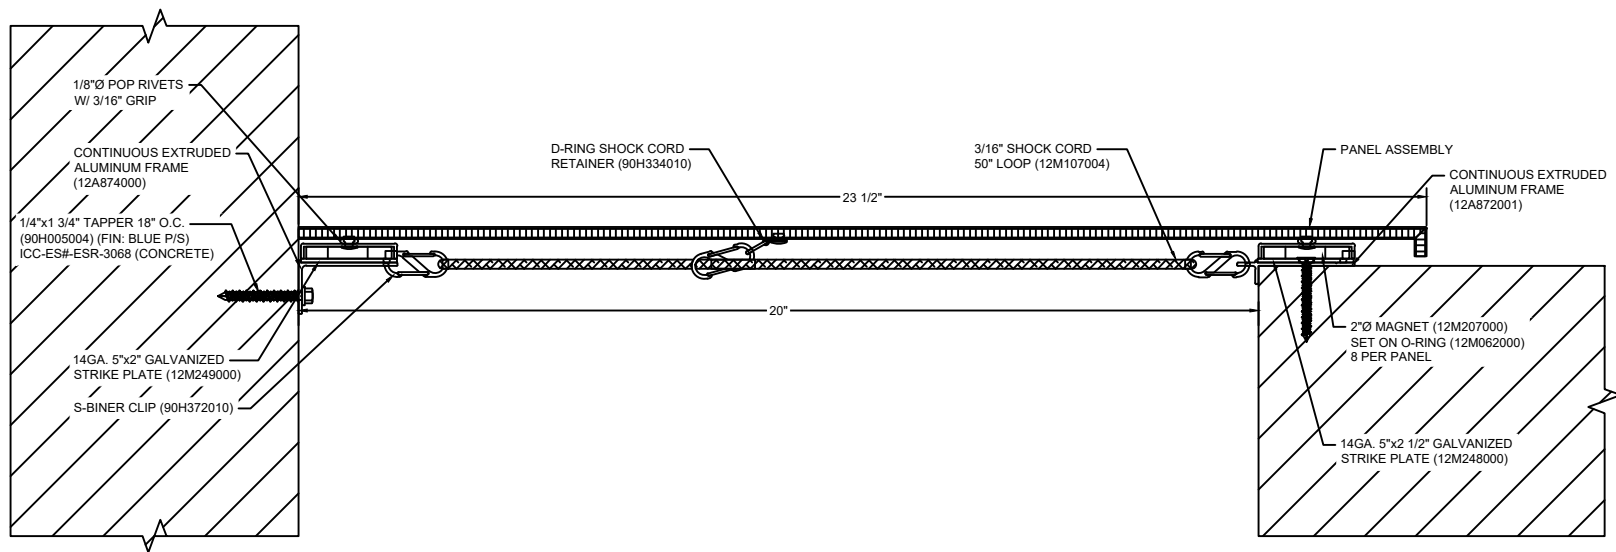 1/8"Ø POP RIVETS
W/ 3/16" GRIP
CONTINUOUS EXTRUDED
ALUMINUM FRAME
(12A874000)
1/4"x1 3/4" TAPPER 18" O.C.
(90H005004) (FIN: BLUE P/S)
ICC-ES#-ESR-3068 (CONCRETE)
14GA. 5"x2" GALVANIZED
STRIKE PLATE (12M249000)
S-BINER CLIP (90H372010)
D-RING SHOCK CORD
RETAINER (90H334010)
3/16" SHOCK CORD
50" LOOP (12M107004)
23 1/2"
20"
PANEL ASSEMBLY
CONTINUOUS EXTRUDED
ALUMINUM FRAME
(12A872001)
2"Ø MAGNET (12M207000)
SET ON O-RING (12M062000)
8 PER PANEL
14GA. 5"x2 1/2" GALVANIZED
STRIKE PLATE (12M248000)